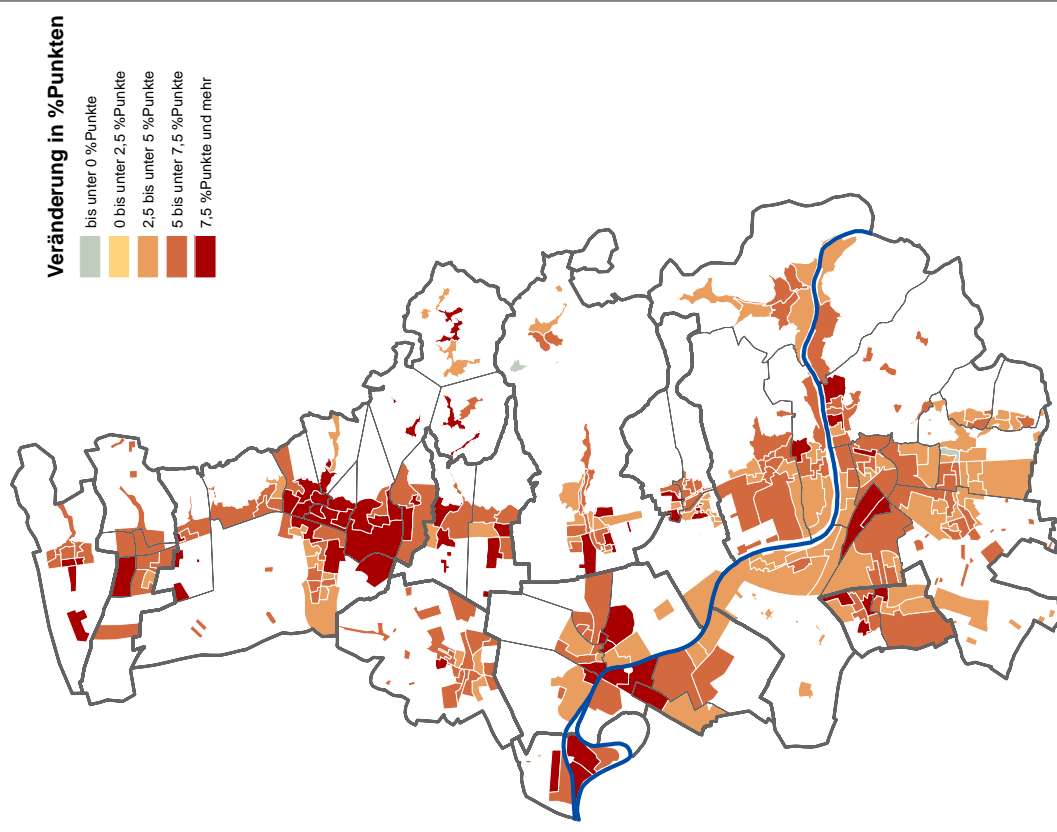 Veränderung in %Punkten
bis unter 0 %Punkte
0 bis unter 2,5 %Punkte
2,5 bis unter 5 %Punkte
5 bis unter 7,5 %Punkte
7,5 %Punkte und mehr